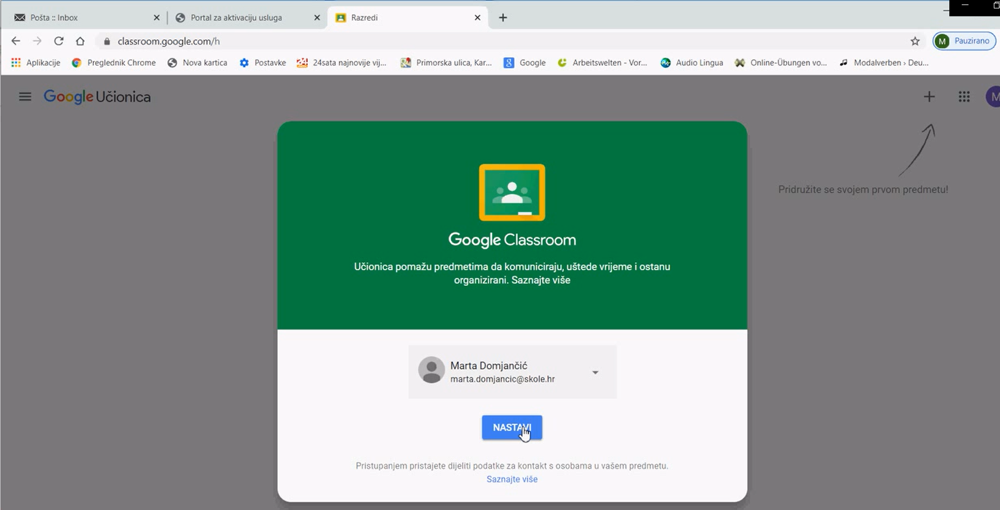 Pošta :: Inbox
Portal za aktivaciju usluga
Razredi
classroom.google.com/h
M
Pauzirano
Aplikacije
Preglednik Chrome
Nova kartica
Postavke
24sata najnovije vij...
Primorska ulica, Kar...
Google
Arbeitswelten - Vor...
Audio Lingua
Online-Übungen vo...
Modalverben › Deu...
Google Učionica
M
Pridružite se svojem prvom predmetu!
Google Classroom
Učionica pomažu predmetima da komuniciraju, uštede vrijeme i ostanu
organizirani. Saznajte više
Marta Domjančić
marta.domjancic@skole.hr
NASTAVI
Pristupanjem pristajete dijeliti podatke za kontakt s osobama u vašem predmetu.
Saznajte više